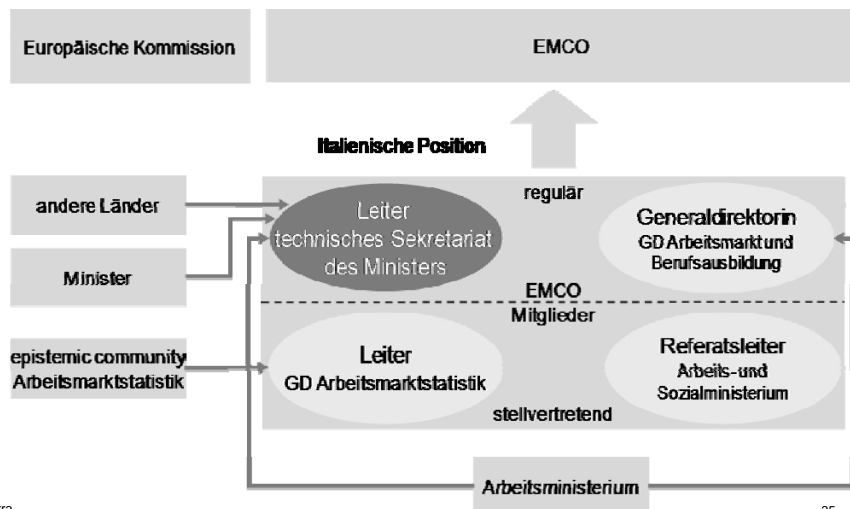 Europäische Kommission
EMCO
Italienische Position
andere Länder
Minister
epistemic community
Arbeitsmarktstatistik
regulär
Leiter
technisches Sekretariat
des Ministers
Generaldirektorin
GD Arbeitsmarkt und
Berufsausbildung
EMCO
Mitglieder
Leiter
GD Arbeitsmarktstatistik
Referatsleiter
Arbeits- und
Sozialministerium
stellvertretend
Arbeitsministerium